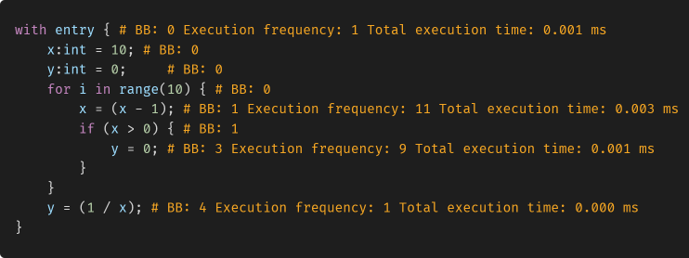 with entry { # BB: 0 Execution frequency: 1 Total execution time: 0.001 ms
    x:int = 10; # BB: 0
    y:int = 0;     # BB: 0
    for i in range(10) { # BB: 0
        x = (x - 1); # BB: 1 Execution frequency: 11 Total execution time: 0.003 ms
        if (x > 0) { # BB: 1
            y = 0; # BB: 3 Execution frequency: 9 Total execution time: 0.001 ms
        }
    }
    y = (1 / x); # BB: 4 Execution frequency: 1 Total execution time: 0.000 ms
}